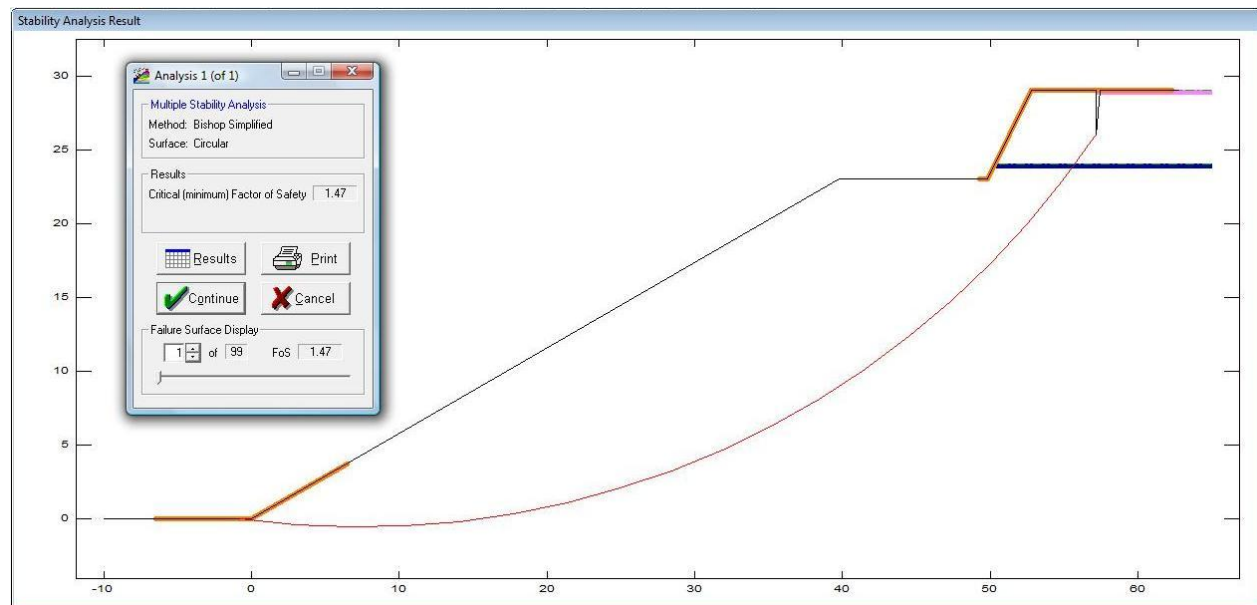 Stability Analysis Result
Analysis 1 (of 1)
Multiple Stability Analysis
Method: Bishop Simplified
Surface: Circular
Results
Critical (minimum) Factor of Safety 1.47
Results Print
Continue Cancel
Failure Surface Display
1 of 99 FoS 1.47
30
25
20
15
10
5
0
-10 0 10 20 30 40 50 60